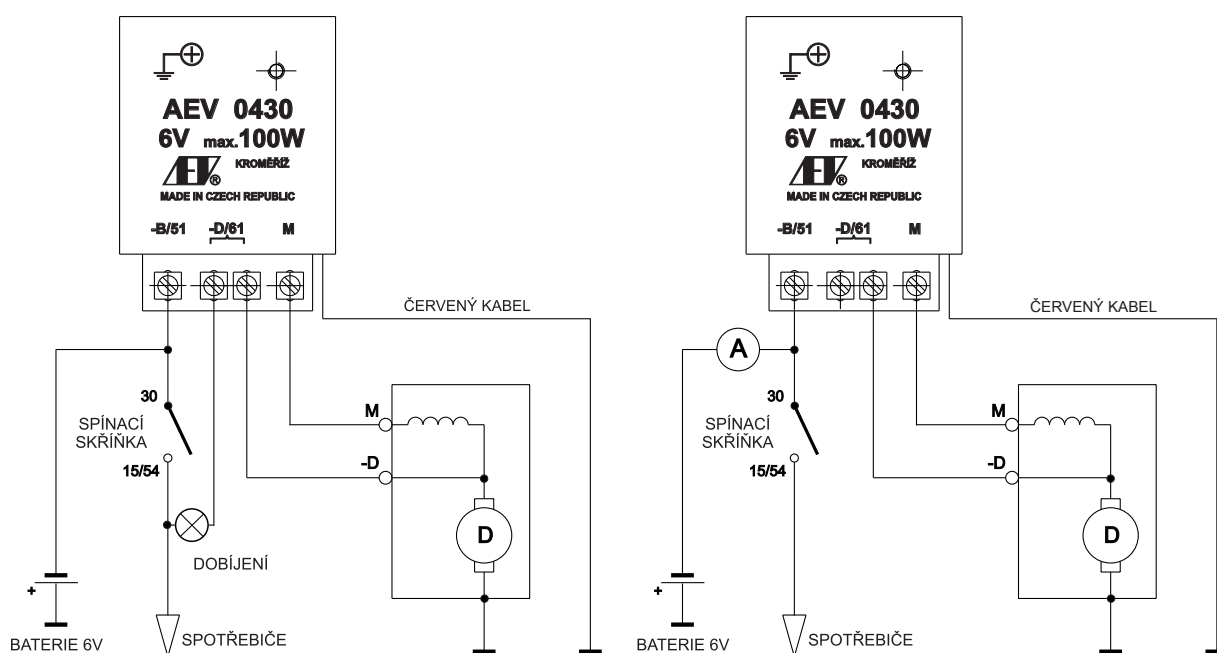 AEV 0430
6V max.100W
AEV ® KROMĚŘÍŽ
MADE IN CZECH REPUBLIC
-B/51 -D/61 M
ČERVENÝ KABEL
30
SPÍNACÍ
SKŘÍŇKA
15/54
M
-D
D
DOBÍJENÍ
+
BATERIE 6V
SPOTŘEBIČE
AEV 0430
6V max.100W
AEV ® KROMĚŘÍŽ
MADE IN CZECH REPUBLIC
-B/51 -D/61 M
ČERVENÝ KABEL
A
30
SPÍNACÍ
SKŘÍŇKA
15/54
M
-D
D
+
BATERIE 6V
SPOTŘEBIČE